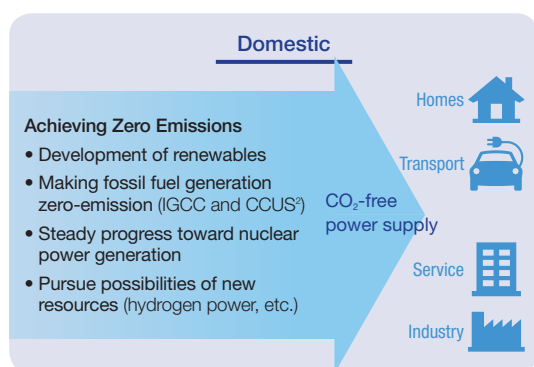 Domestic
Achieving Zero Emissions
• Development of renewables
• Making fossil fuel generation
zero-emission (IGCC and CCUS²)
• Steady progress toward nuclear
power generation
• Pursue possibilities of new
resources (hydrogen power, etc.)
CO₂-free
power supply
Homes
Transport
Service
Industry